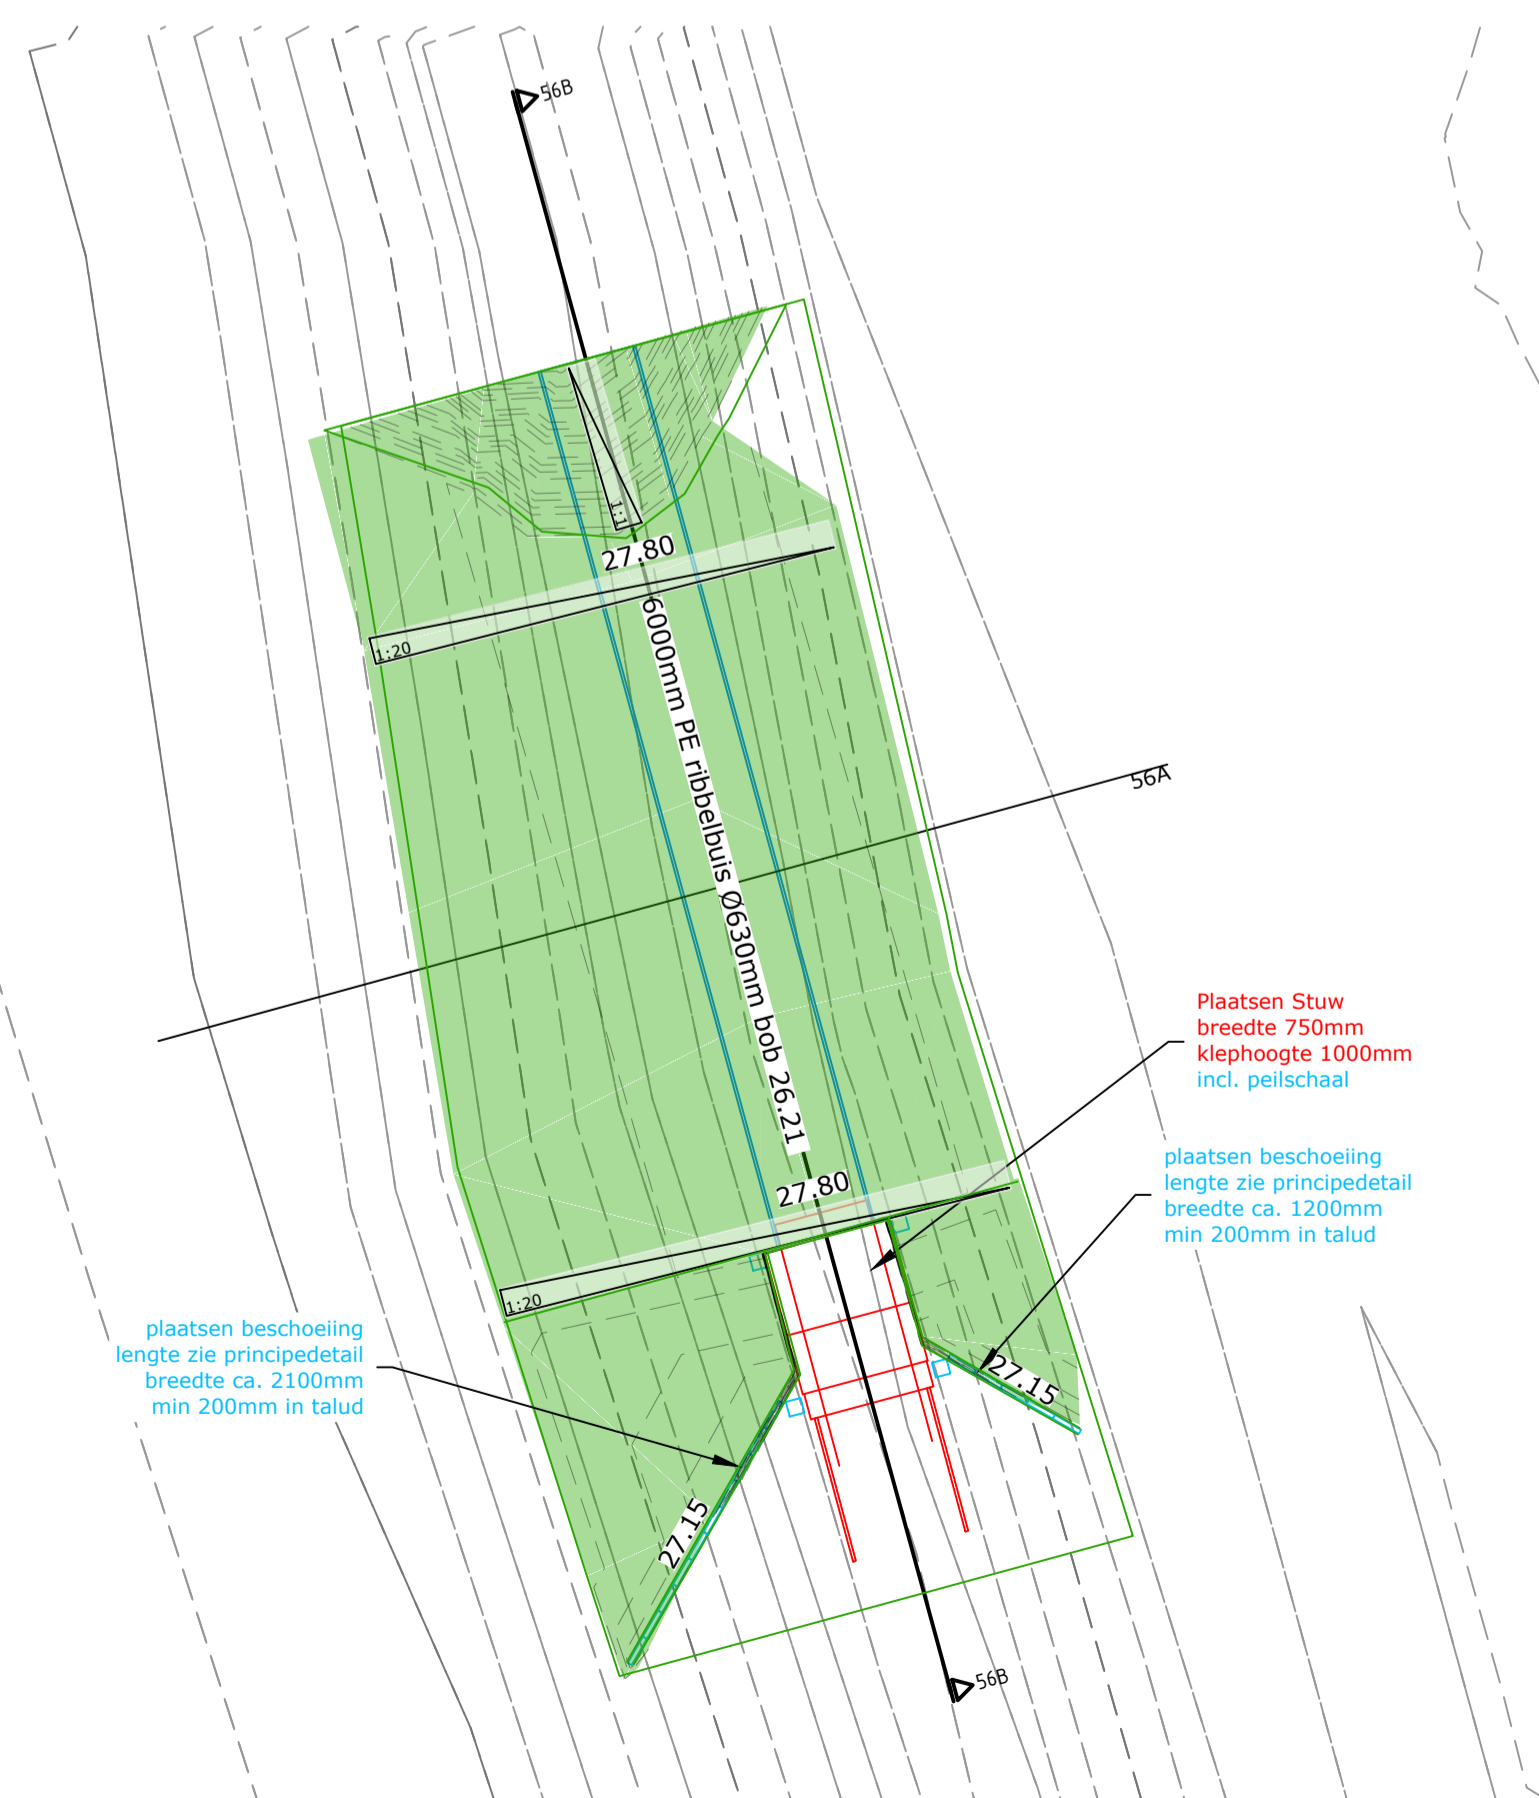 56B
1:1
27.80
1:20
6000mm PE ribbelbuis Ø630mm bob 26.21
56A
Plaatsen Stuw
breedte 750mm
klephoogte 1000mm
incl. peilschaal
plaatsen beschoeiing
lengte zie principedetail
breedte ca. 1200mm
min 200mm in talud
27.80
1:20
plaatsen beschoeiing
lengte zie principedetail
breedte ca. 2100mm
min 200mm in talud
27.15
27.15
56B